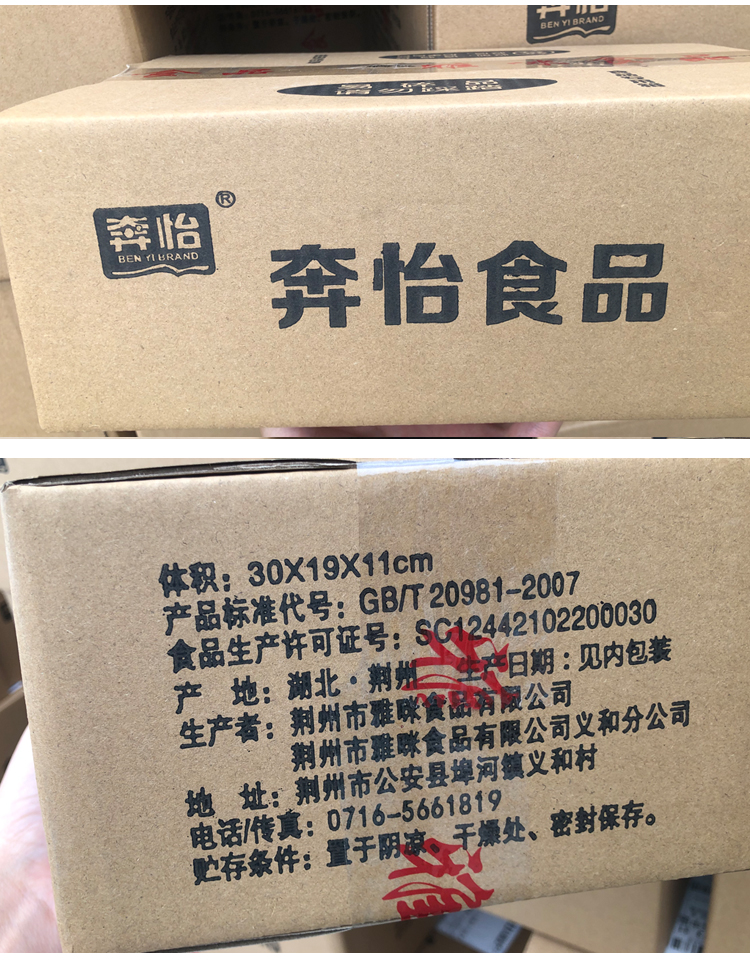 奔怡
BEN YI BRAND
奔怡
BEN YI BRAND
®
奔怡食品
体积：30X19X11cm
产品标准代号：GB/T 20981-2007
食品生产许可证号：SC12442102200030
产 地：湖北·荆州 生产日期：见内包装
生产者：荆州市雅咪食品有限公司
荆州市雅咪食品有限公司义和分公司
地 址：荆州市公安县埠河镇义和村
电话/传真：0716-5661819
贮存条件：置于阴凉、干燥处、密封保存。